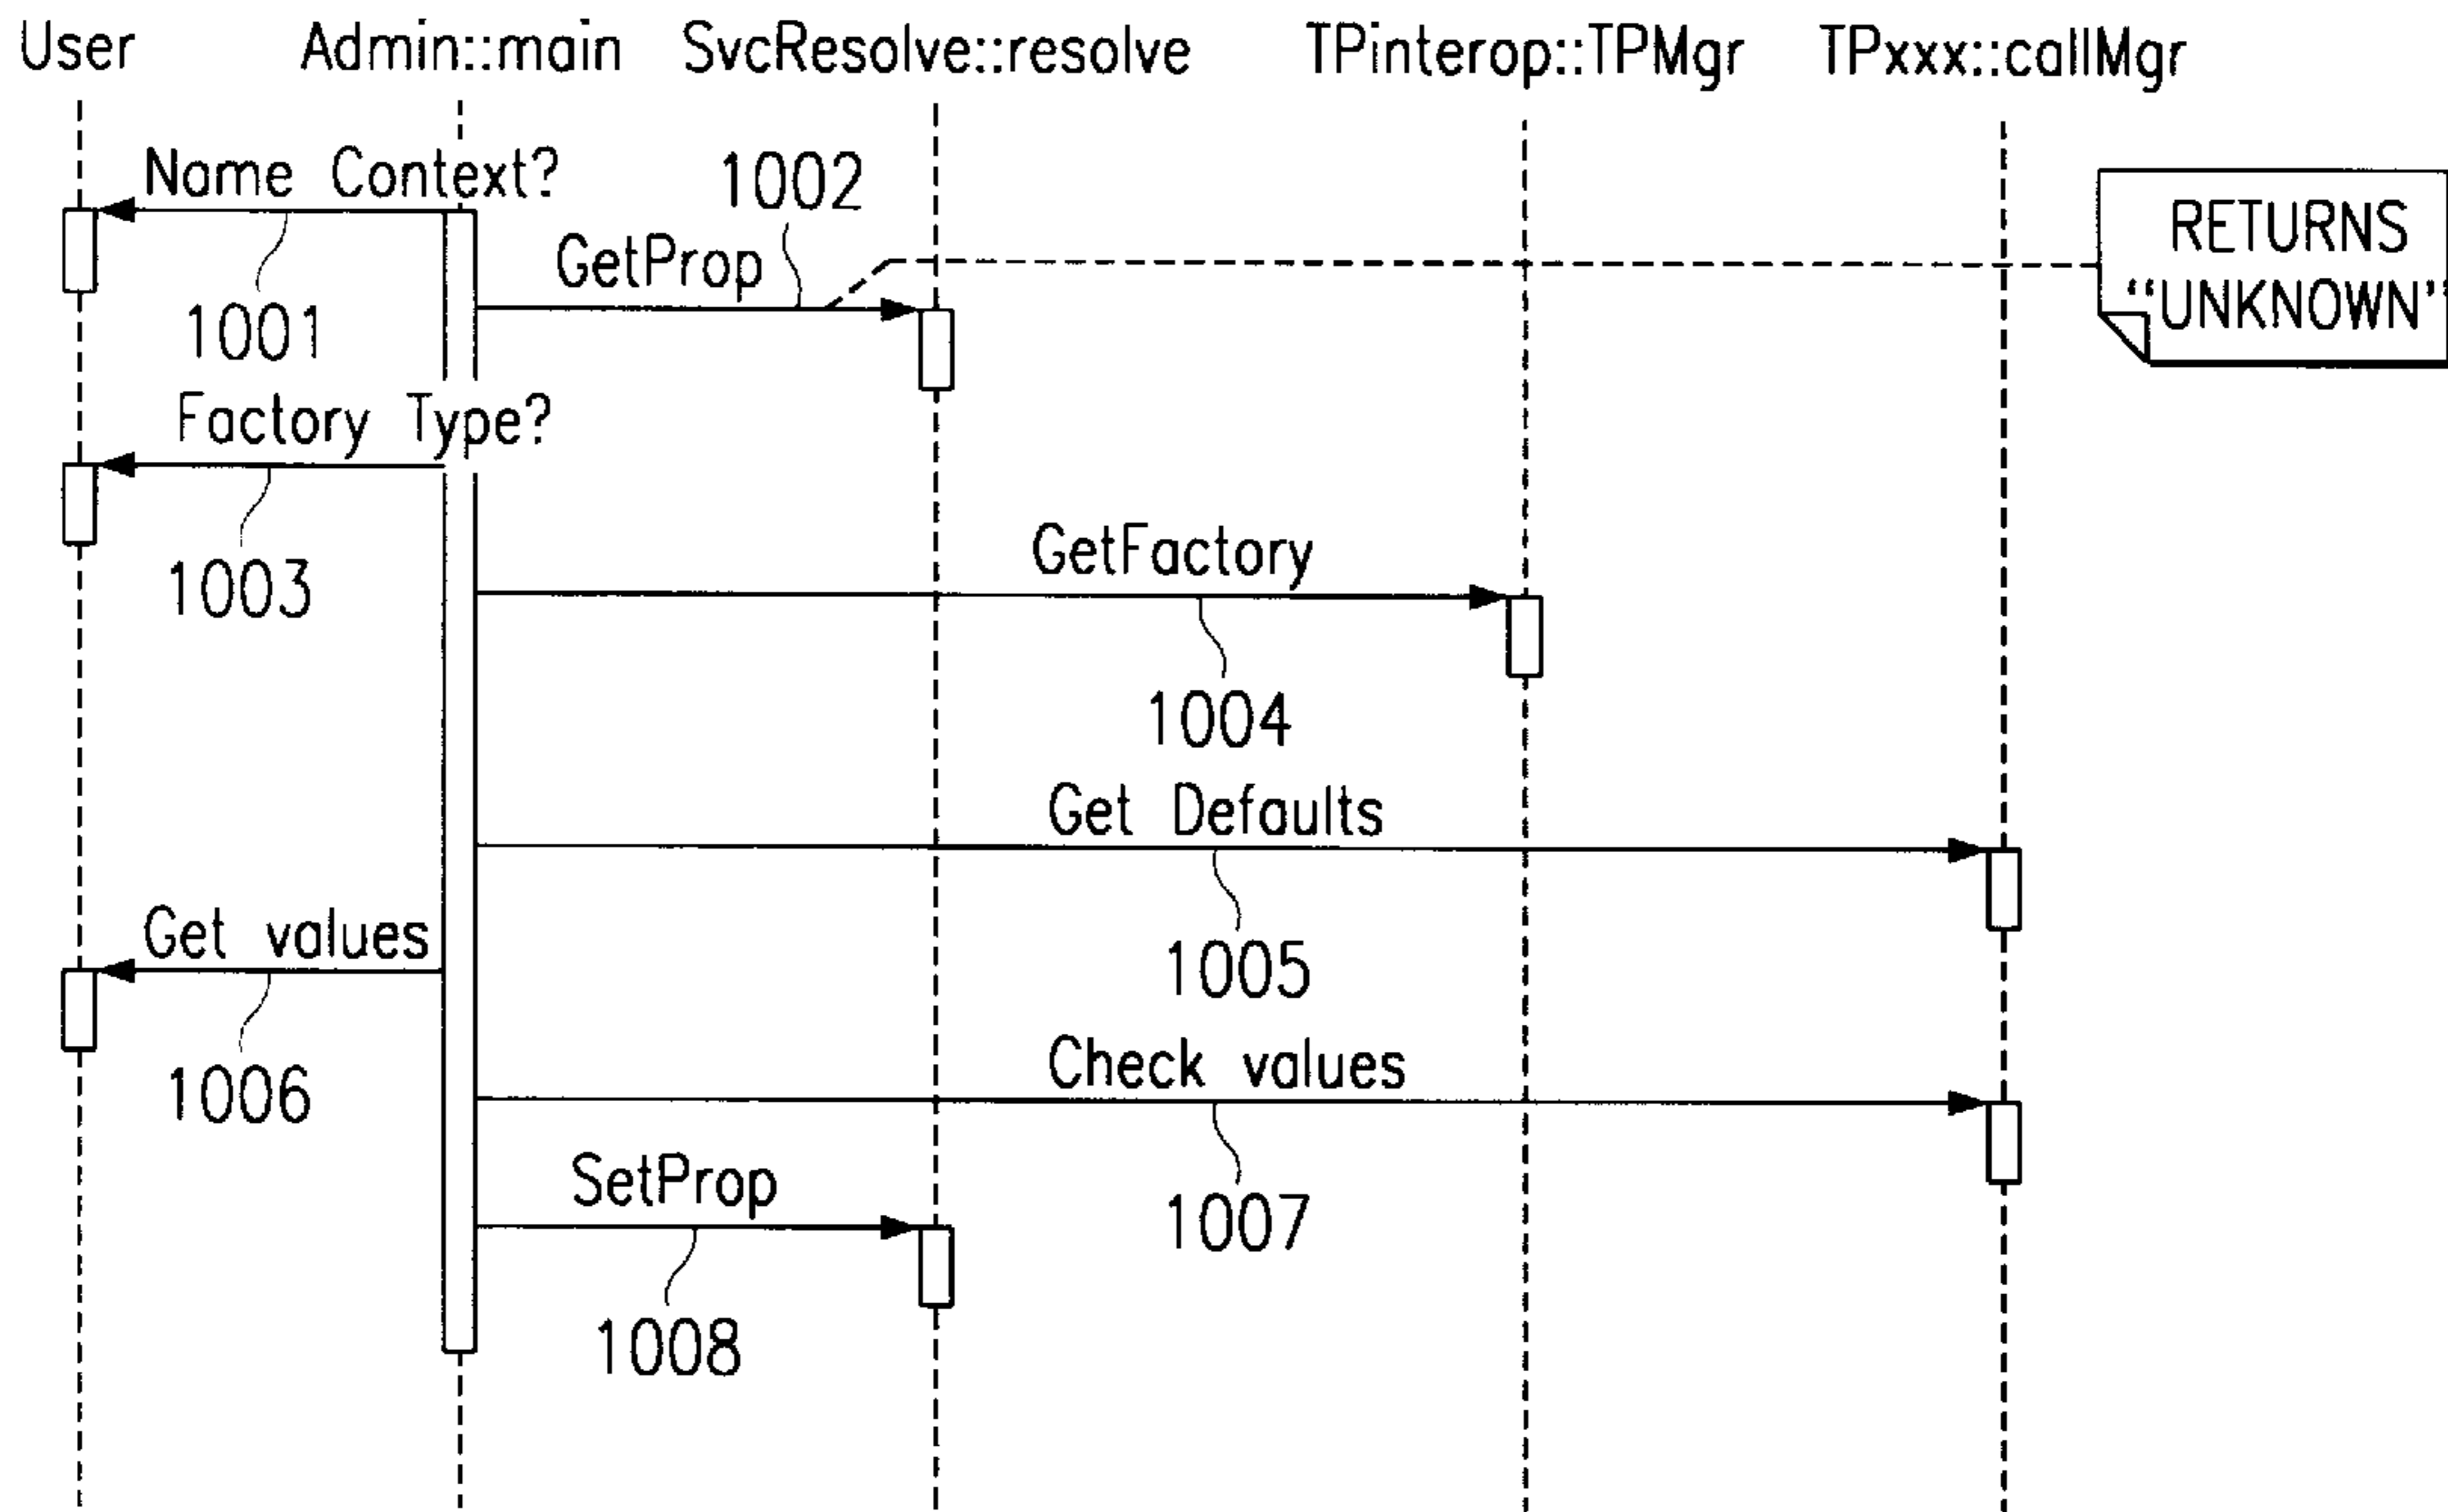 User Admin::main SvcResolve::resolve TPinterop::TPMgr TPxxx::callMgr
Name Context?
1002
RETURNS
“UNKNOWN”
GetProp
1001
Factory Type?
1003
GetFactory
1004
Get Defaults
1005
Get values
1006
Check values
1007
SetProp
1008